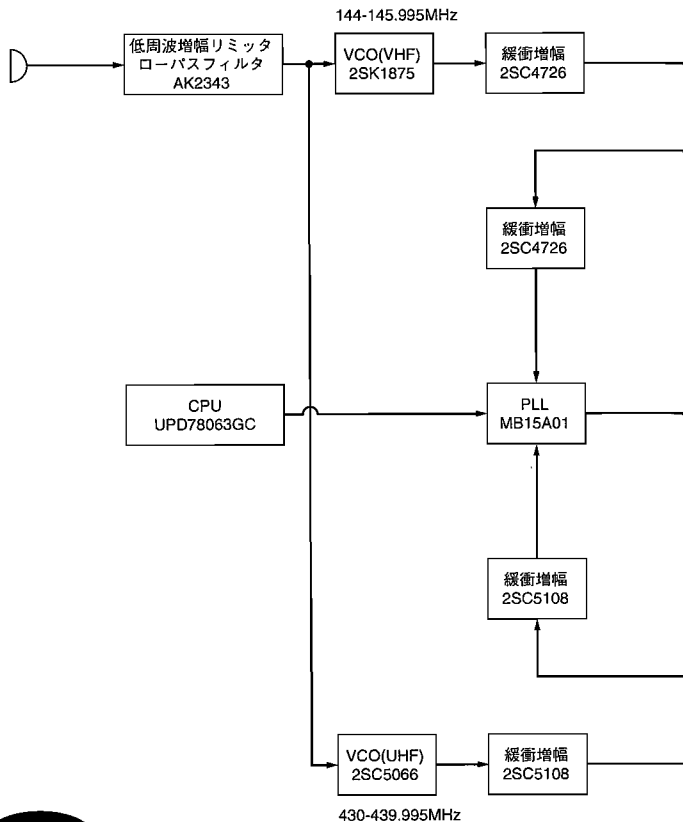 144-145.995MHz
低周波増幅リミッタ
ローパスフィルタ
AK2343
VCO(VHF)
2SK1875
緩衝増幅
2SC4726
緩衝増幅
2SC4726
CPU
UPD78063GC
PLL
MB15A01
緩衝増幅
2SC5108
VCO(UHF)
2SC5066
緩衝増幅
2SC5108
430-439.995MHz